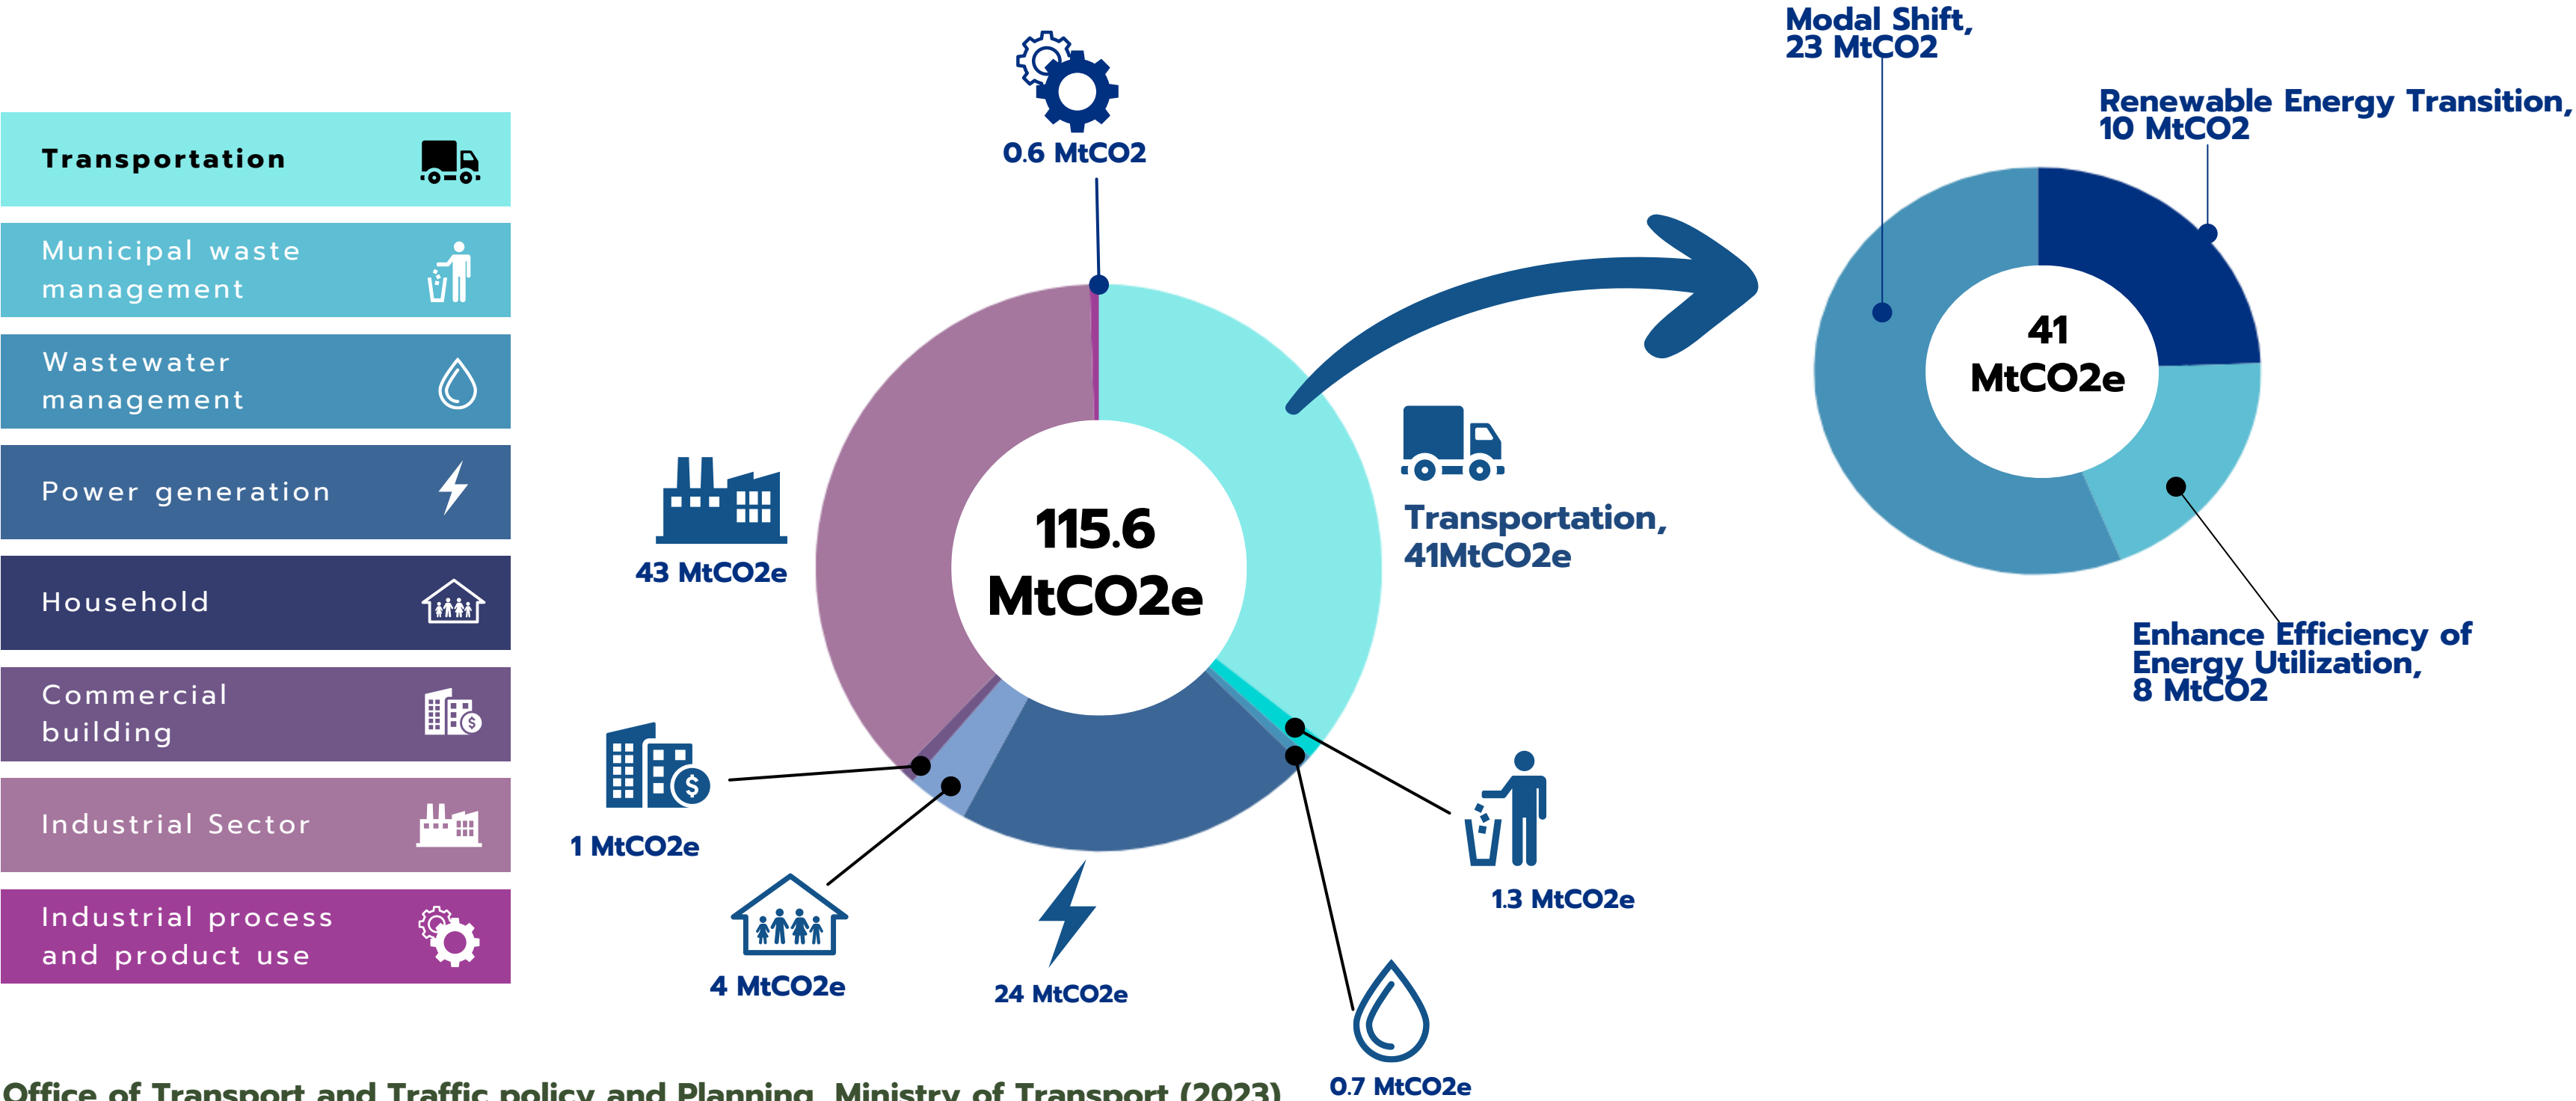 Transportation
Municipal waste
management
Wastewater
management
Power generation
Household
Commercial
building
Industrial Sector
Industrial process
and product use
0.6 MtCO2
115.6
MtCO2e
43 MtCO2e
1 MtCO2e
4 MtCO2e
24 MtCO2e
0.7 MtCO2e
1.3 MtCO2e
Transportation,
41MtCO2e
Modal Shift,
23 MtCO2
Renewable Energy Transition,
10 MtCO2
41
MtCO2e
Enhance Efficiency of
Energy Utilization,
8 MtCO2
Office of Transport and Traffic policy and Planning, Ministry of Transport (2023)